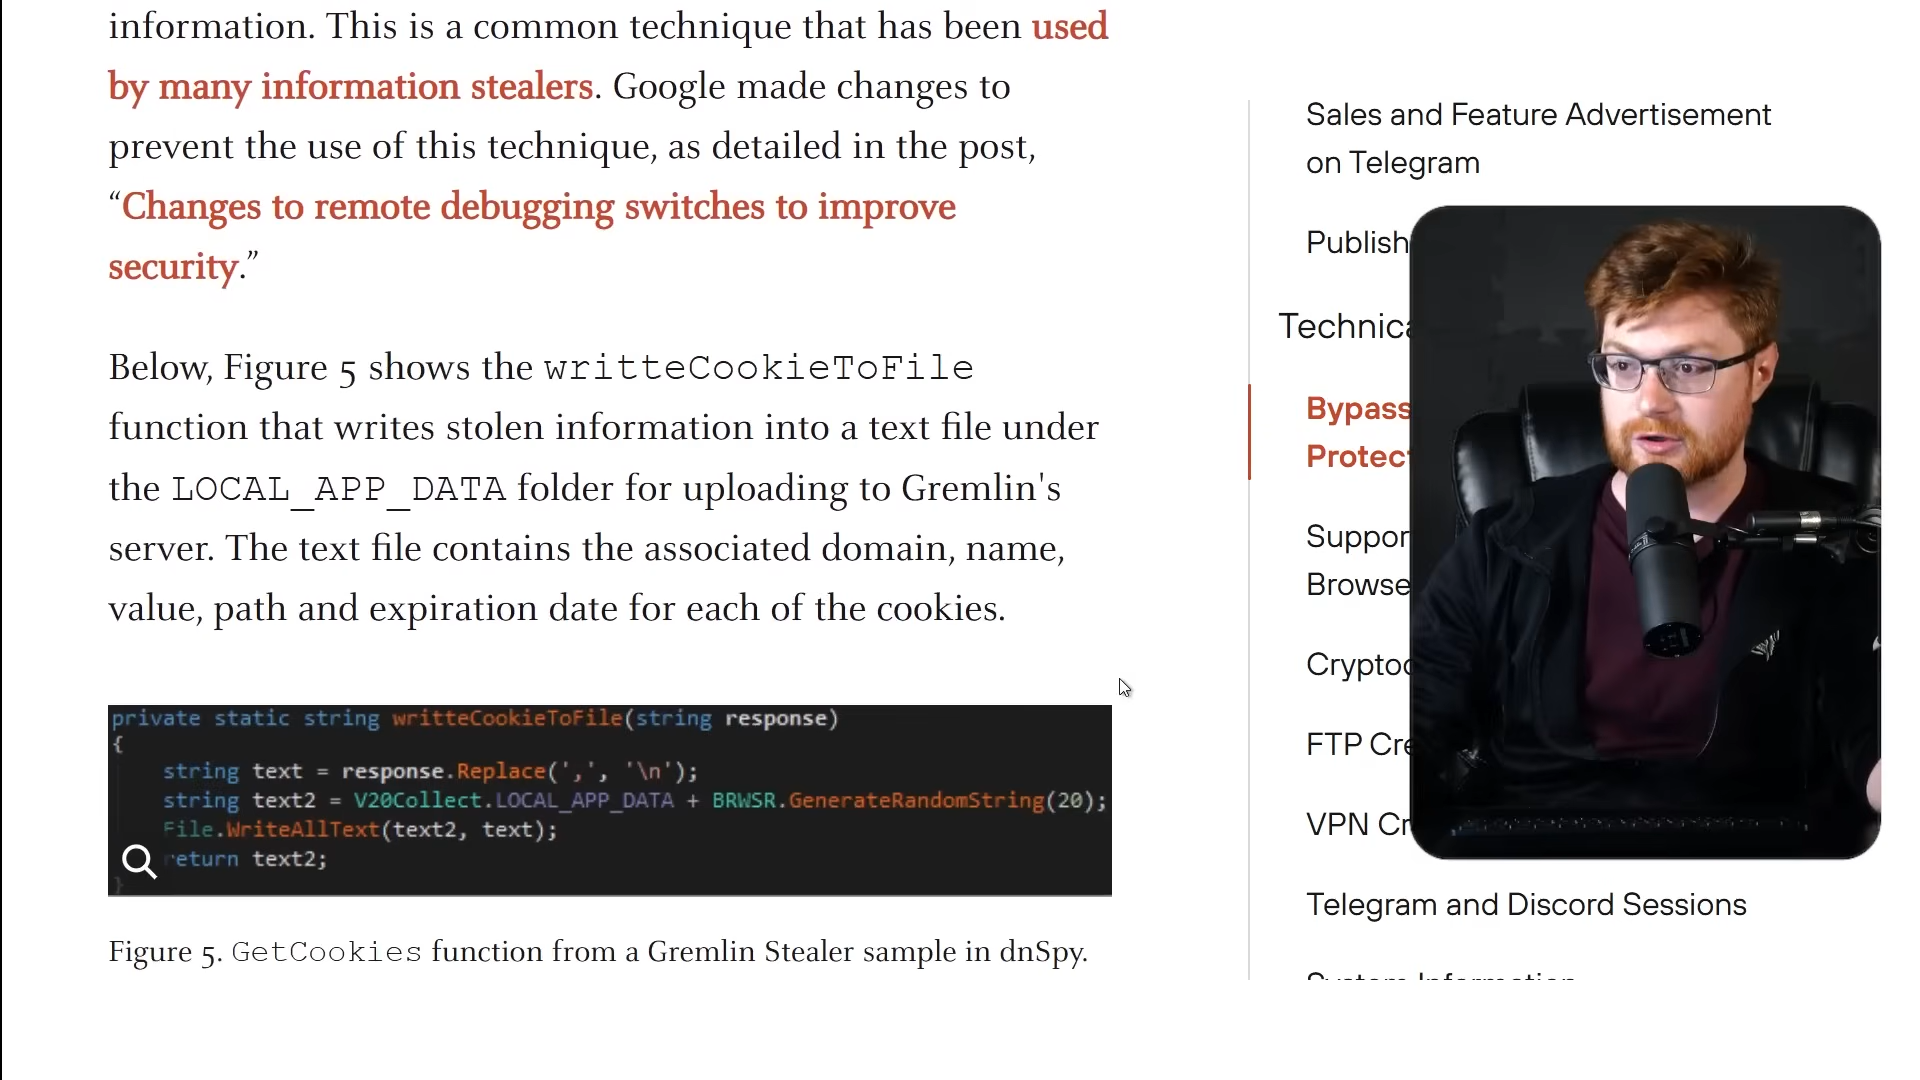 information. This is a common technique that has been used
by many information stealers. Google made changes to
prevent the use of this technique, as detailed in the post,
“Changes to remote debugging switches to improve
security.”
Below, Figure 5 shows the writteCookieToFile
function that writes stolen information into a text file under
the LOCAL_APP_DATA folder for uploading to Gremlin's
server. The text file contains the associated domain, name,
value, path and expiration date for each of the cookies.
private static string writteCookieToFile(string response)
{
string text = response.Replace(',', '\n');
string text2 = V20Collect.LOCAL_APP_DATA + BRWSR.GenerateRandomString(20);
File.WriteAllText(text2, text);
return text2;
}
Figure 5. GetCookies function from a Gremlin Stealer sample in dnSpy.
Sales and Feature Advertisement
on Telegram
Publish
Technica
Bypass
Protec
Suppor
Browse
Crypto
FTP Cre
VPN Cr
Telegram and Discord Sessions
System Information